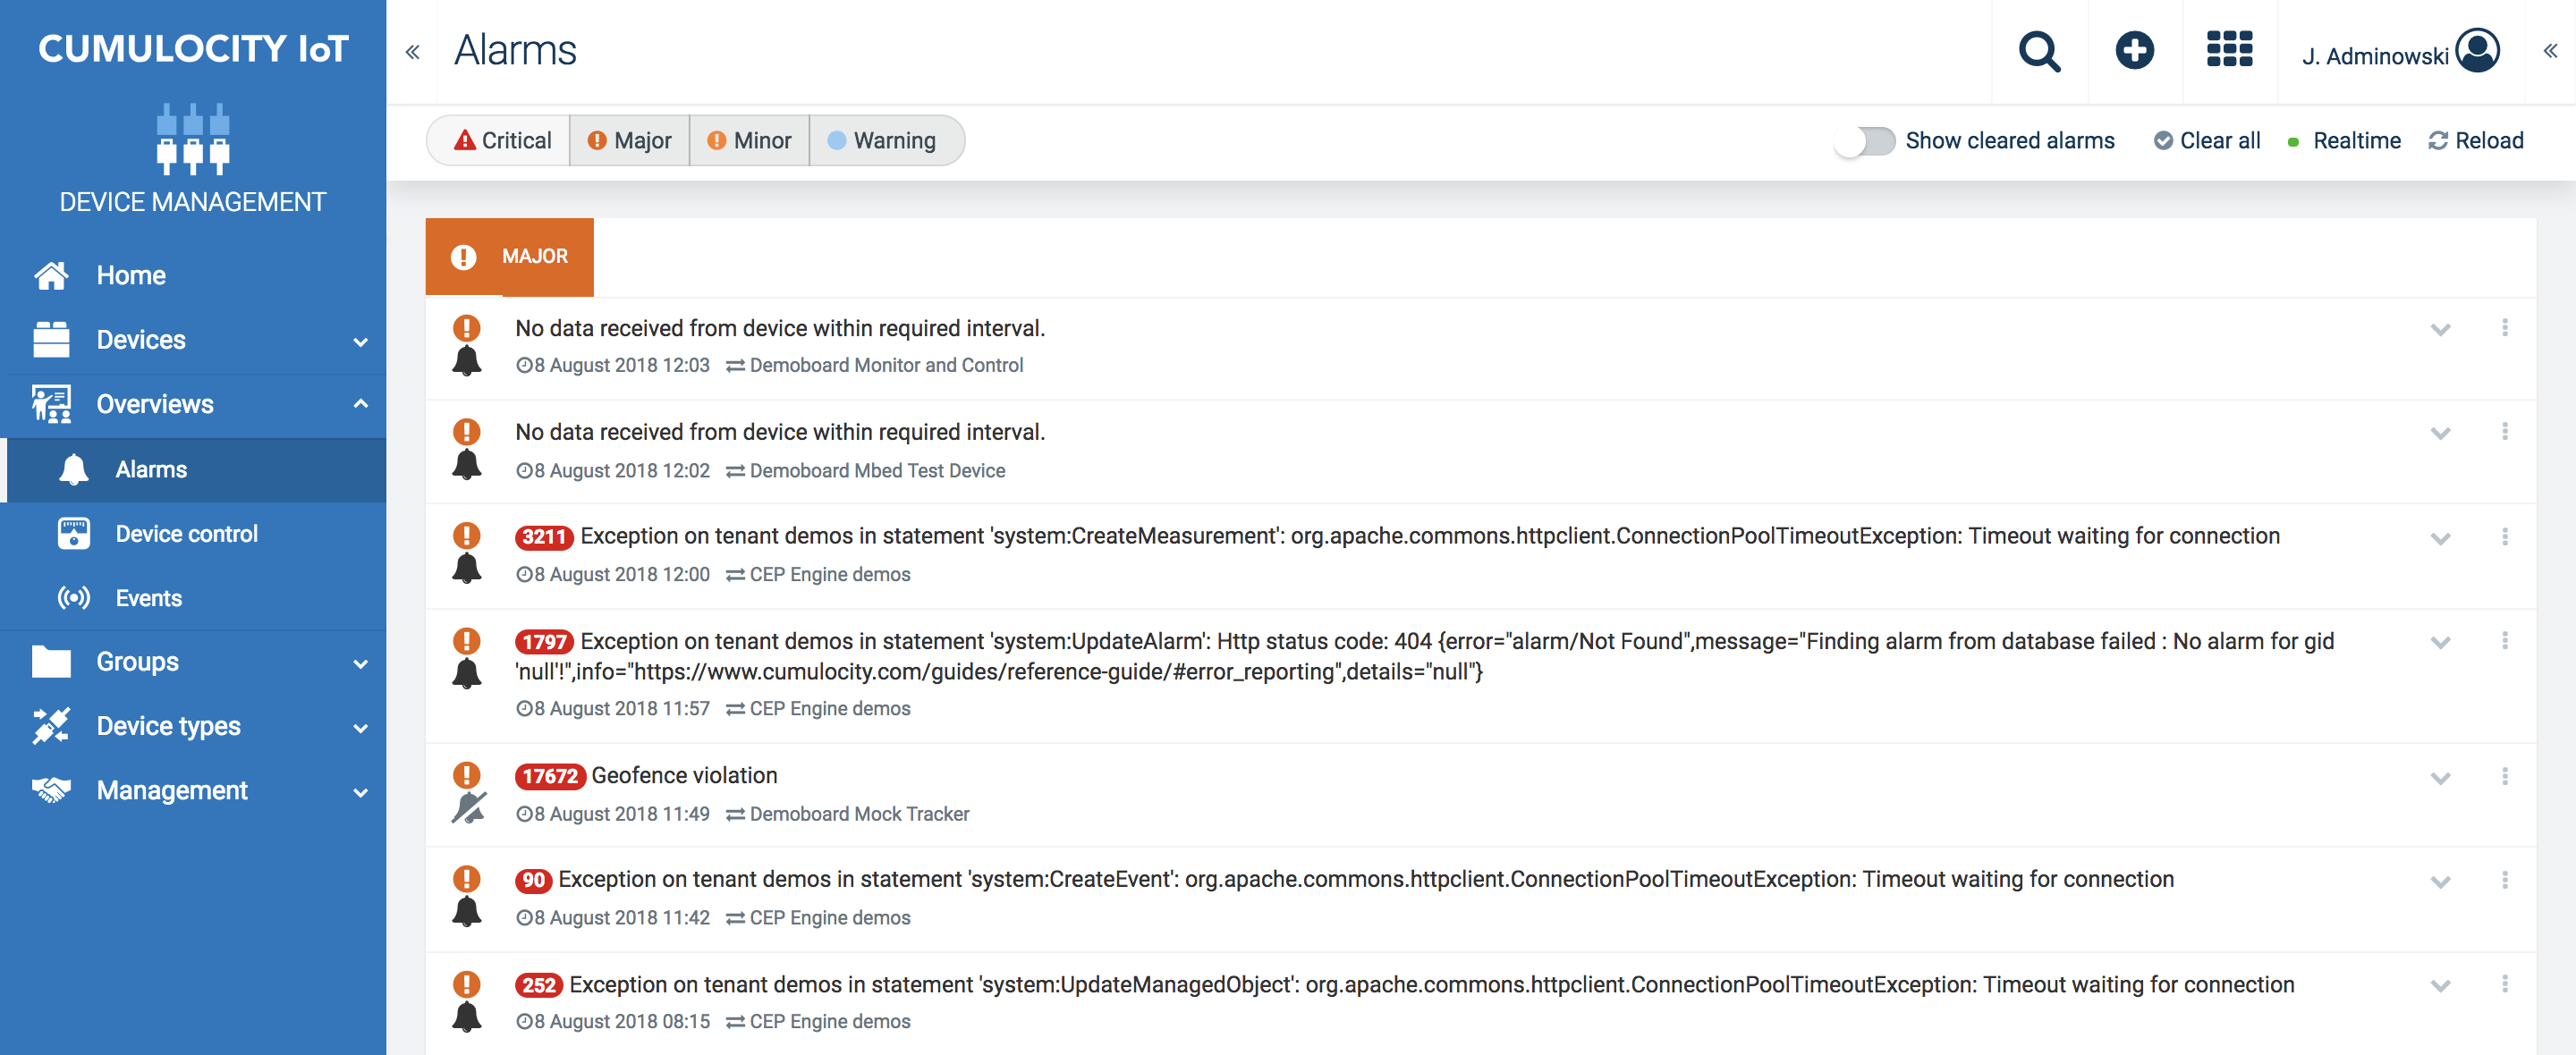 CUMULOCITY IoT
DEVICE MANAGEMENT
Home
Devices
Overviews
Alarms
Device control
Events
Groups
Device types
Management
Alarms
J. Adminowski
Critical
Major
Minor
Warning
Show cleared alarms
Clear all
Realtime
Reload
MAJOR
No data received from device within required interval.
8 August 2018 12:03 Demoboard Monitor and Control
No data received from device within required interval.
8 August 2018 12:02 Demoboard Mbed Test Device
3211 Exception on tenant demos in statement 'system:CreateMeasurement': org.apache.commons.httpclient.ConnectionPoolTimeoutException: Timeout waiting for connection
8 August 2018 12:00 CEP Engine demos
1797 Exception on tenant demos in statement 'system:UpdateAlarm': Http status code: 404 {error="alarm/Not Found",message="Finding alarm from database failed : No alarm for gid
'null'!",info="https://www.cumulocity.com/guides/reference-guide/#error_reporting",details="null"}
8 August 2018 11:57 CEP Engine demos
17672 Geofence violation
8 August 2018 11:49 Demoboard Mock Tracker
90 Exception on tenant demos in statement 'system:CreateEvent': org.apache.commons.httpclient.ConnectionPoolTimeoutException: Timeout waiting for connection
8 August 2018 11:42 CEP Engine demos
252 Exception on tenant demos in statement 'system:UpdateManagedObject': org.apache.commons.httpclient.ConnectionPoolTimeoutException: Timeout waiting for connection
8 August 2018 08:15 CEP Engine demos